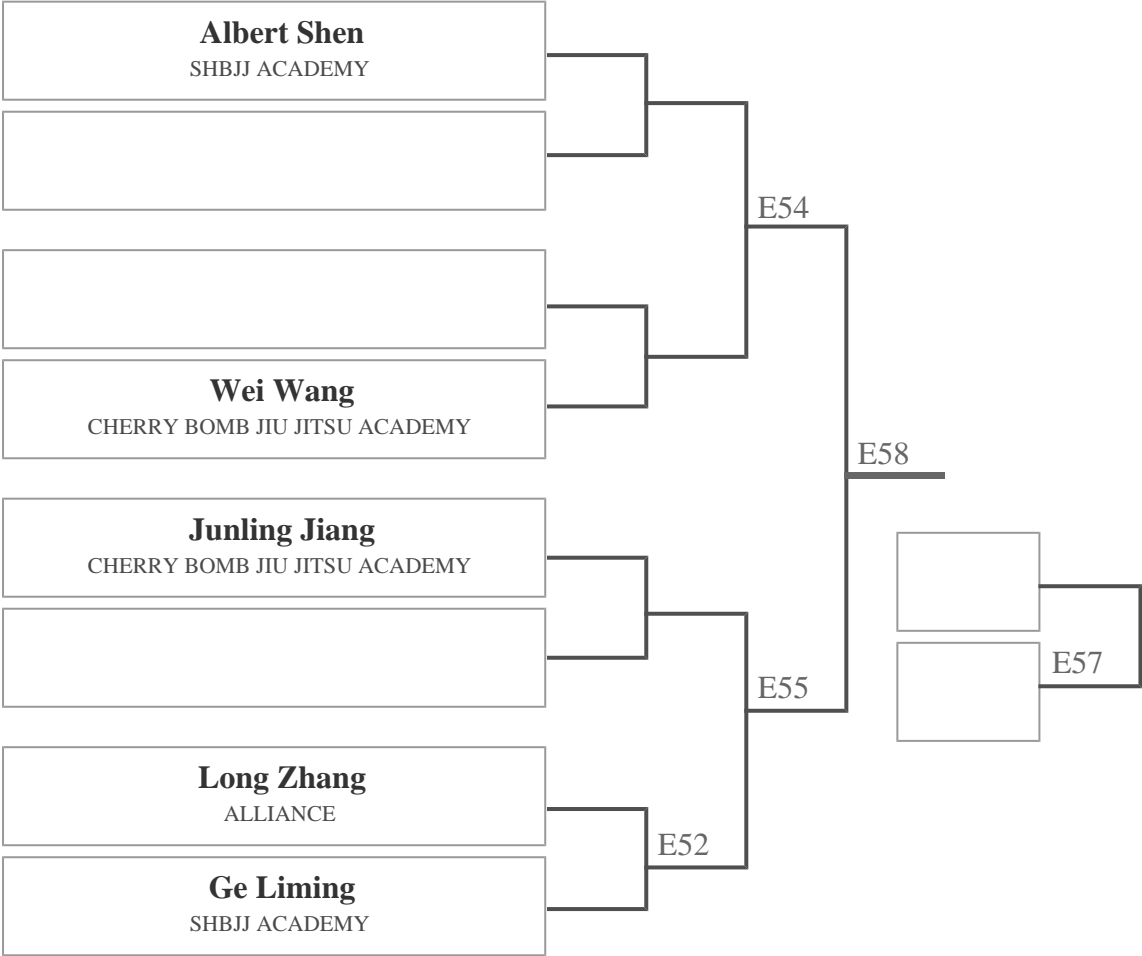 Albert Shen
SHBJJ ACADEMY
E54
Wei Wang
CHERRY BOMB JIU JITSU ACADEMY
E58
Junling Jiang
CHERRY BOMB JIU JITSU ACADEMY
E57
E55
Long Zhang
ALLIANCE
E52
Ge Liming
SHBJJ ACADEMY